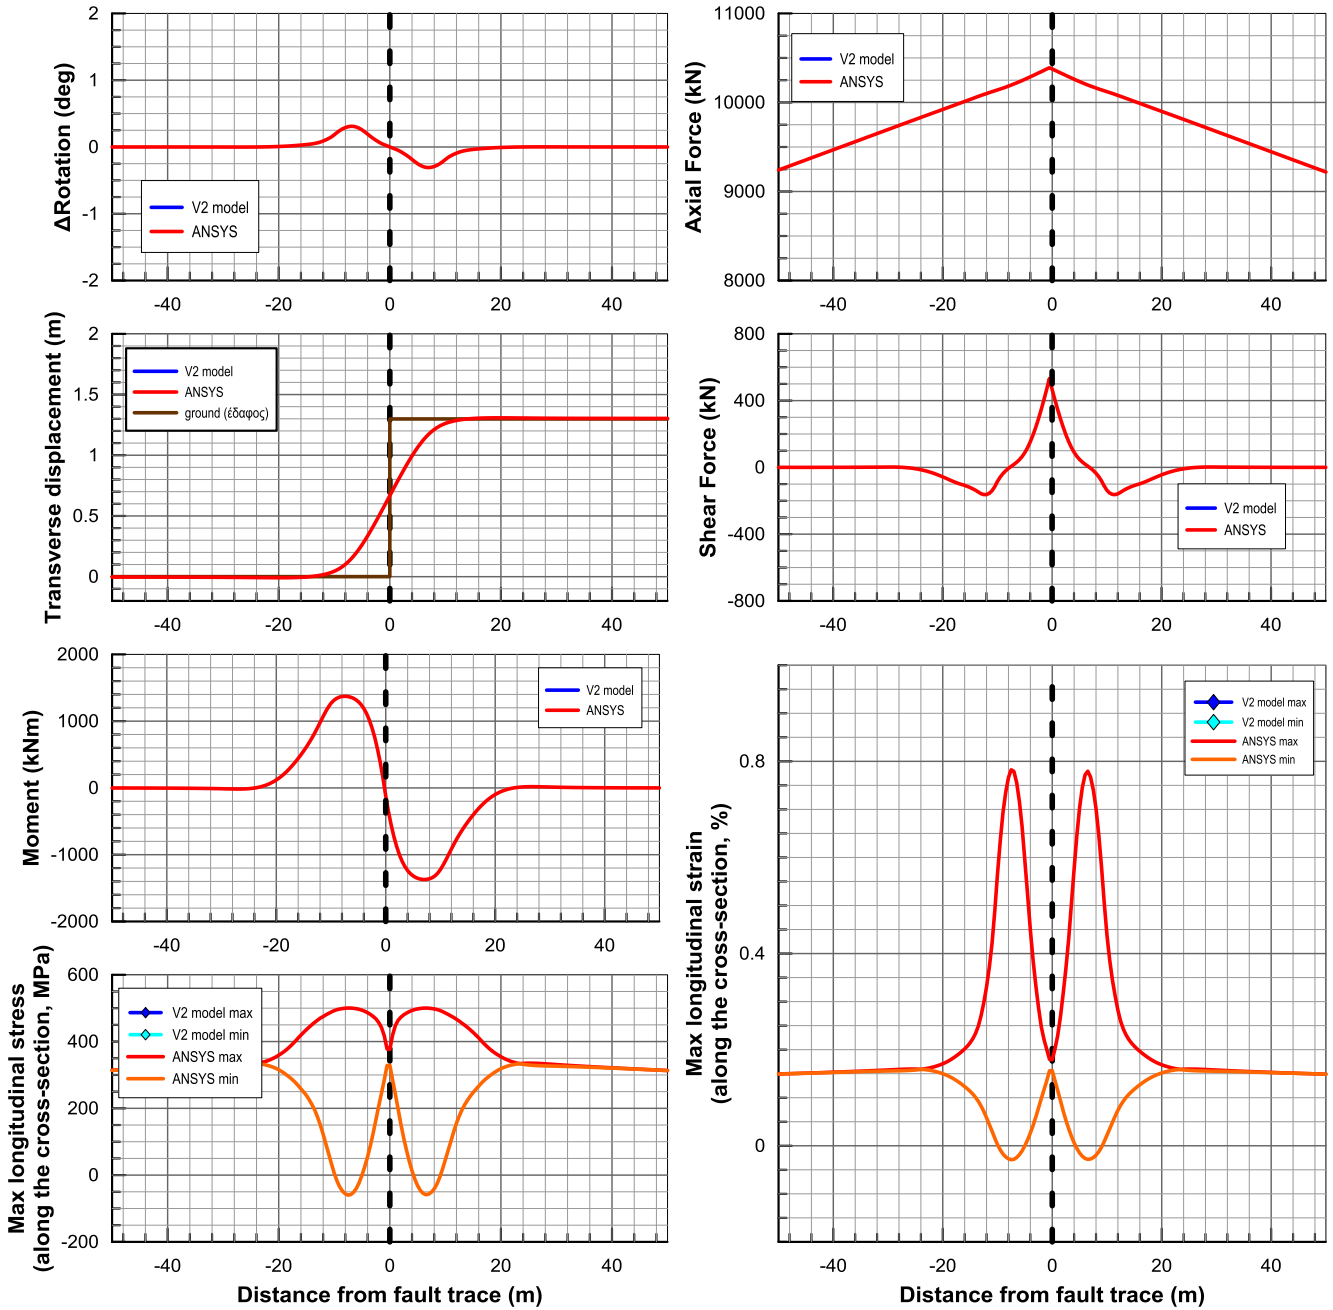 ΔRotation (deg)
2
1
0
-1
-2
V2 model
ANSYS
-40
-20
0
20
40
Axial Force (kN)
11000
10000
9000
8000
V2 model
ANSYS
-40
-20
0
20
40
Transverse displacement (m)
2
1.5
1
0.5
0
V2 model
ANSYS
ground (έδαφος)
-40
-20
0
20
40
Shear Force (kN)
800
400
0
-400
-800
V2 model
ANSYS
-40
-20
0
20
40
Moment (kNm)
2000
1000
0
-1000
-2000
V2 model
ANSYS
-40
-20
0
20
40
Max longitudinal stress
(along the cross-section, MPa)
600
400
200
0
-200
V2 model max
V2 model min
ANSYS max
ANSYS min
-40
-20
0
20
40
Distance from fault trace (m)
Max longitudinal strain
(along the cross-section, %)
0.8
0.4
0
V2 model max
V2 model min
ANSYS max
ANSYS min
-40
-20
0
20
40
Distance from fault trace (m)